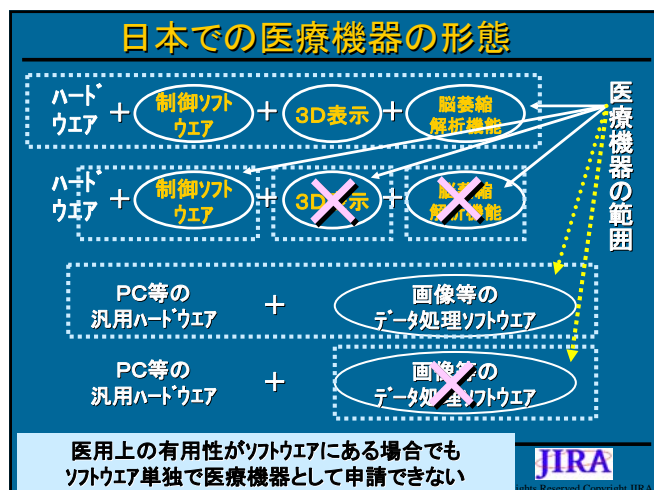 日本での医療機器の形態
ハードウエア + 制御ソフトウエア + 3D表示 + 脳萎縮解析機能
医療機器の範囲
ハードウエア + 制御ソフトウエア + 3D表示 + 脳萎縮解析機能
PC等の汎用ハードウエア + 画像等のデータ処理ソフトウエア
PC等の汎用ハードウエア + 画像等のデータ処理ソフトウエア
医用上の有用性がソフトウエアにある場合でも
ソフトウエア単独で医療機器として申請できない
JIRA
ights Reserved Copyright JIRA